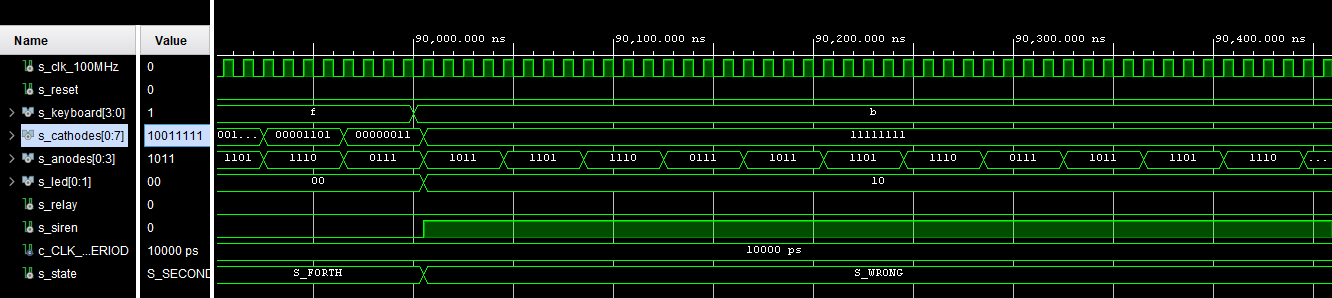 Name Value
90,000.000 ns 90,100.000 ns 90,200.000 ns 90,300.000 ns 90,400.000 ns
s_clk_100MHz 0
s_reset 0
s_keyboard[3:0] 1 f b
s_cathodes[0:7] 10011111 001... 00001101 00000011 11111111
s_anodes[0:3] 1011 1101 1110 0111 1011 1101 1110 0111 1011 1101 1110 0111 1011 1101 1110 ...
s_led[0:1] 00 00 10
s_relay 0
s_siren 0
c_CLK_...ERIOD 10000 ps 10000 ps
s_state S_SECOND S_FORTH S_WRONG